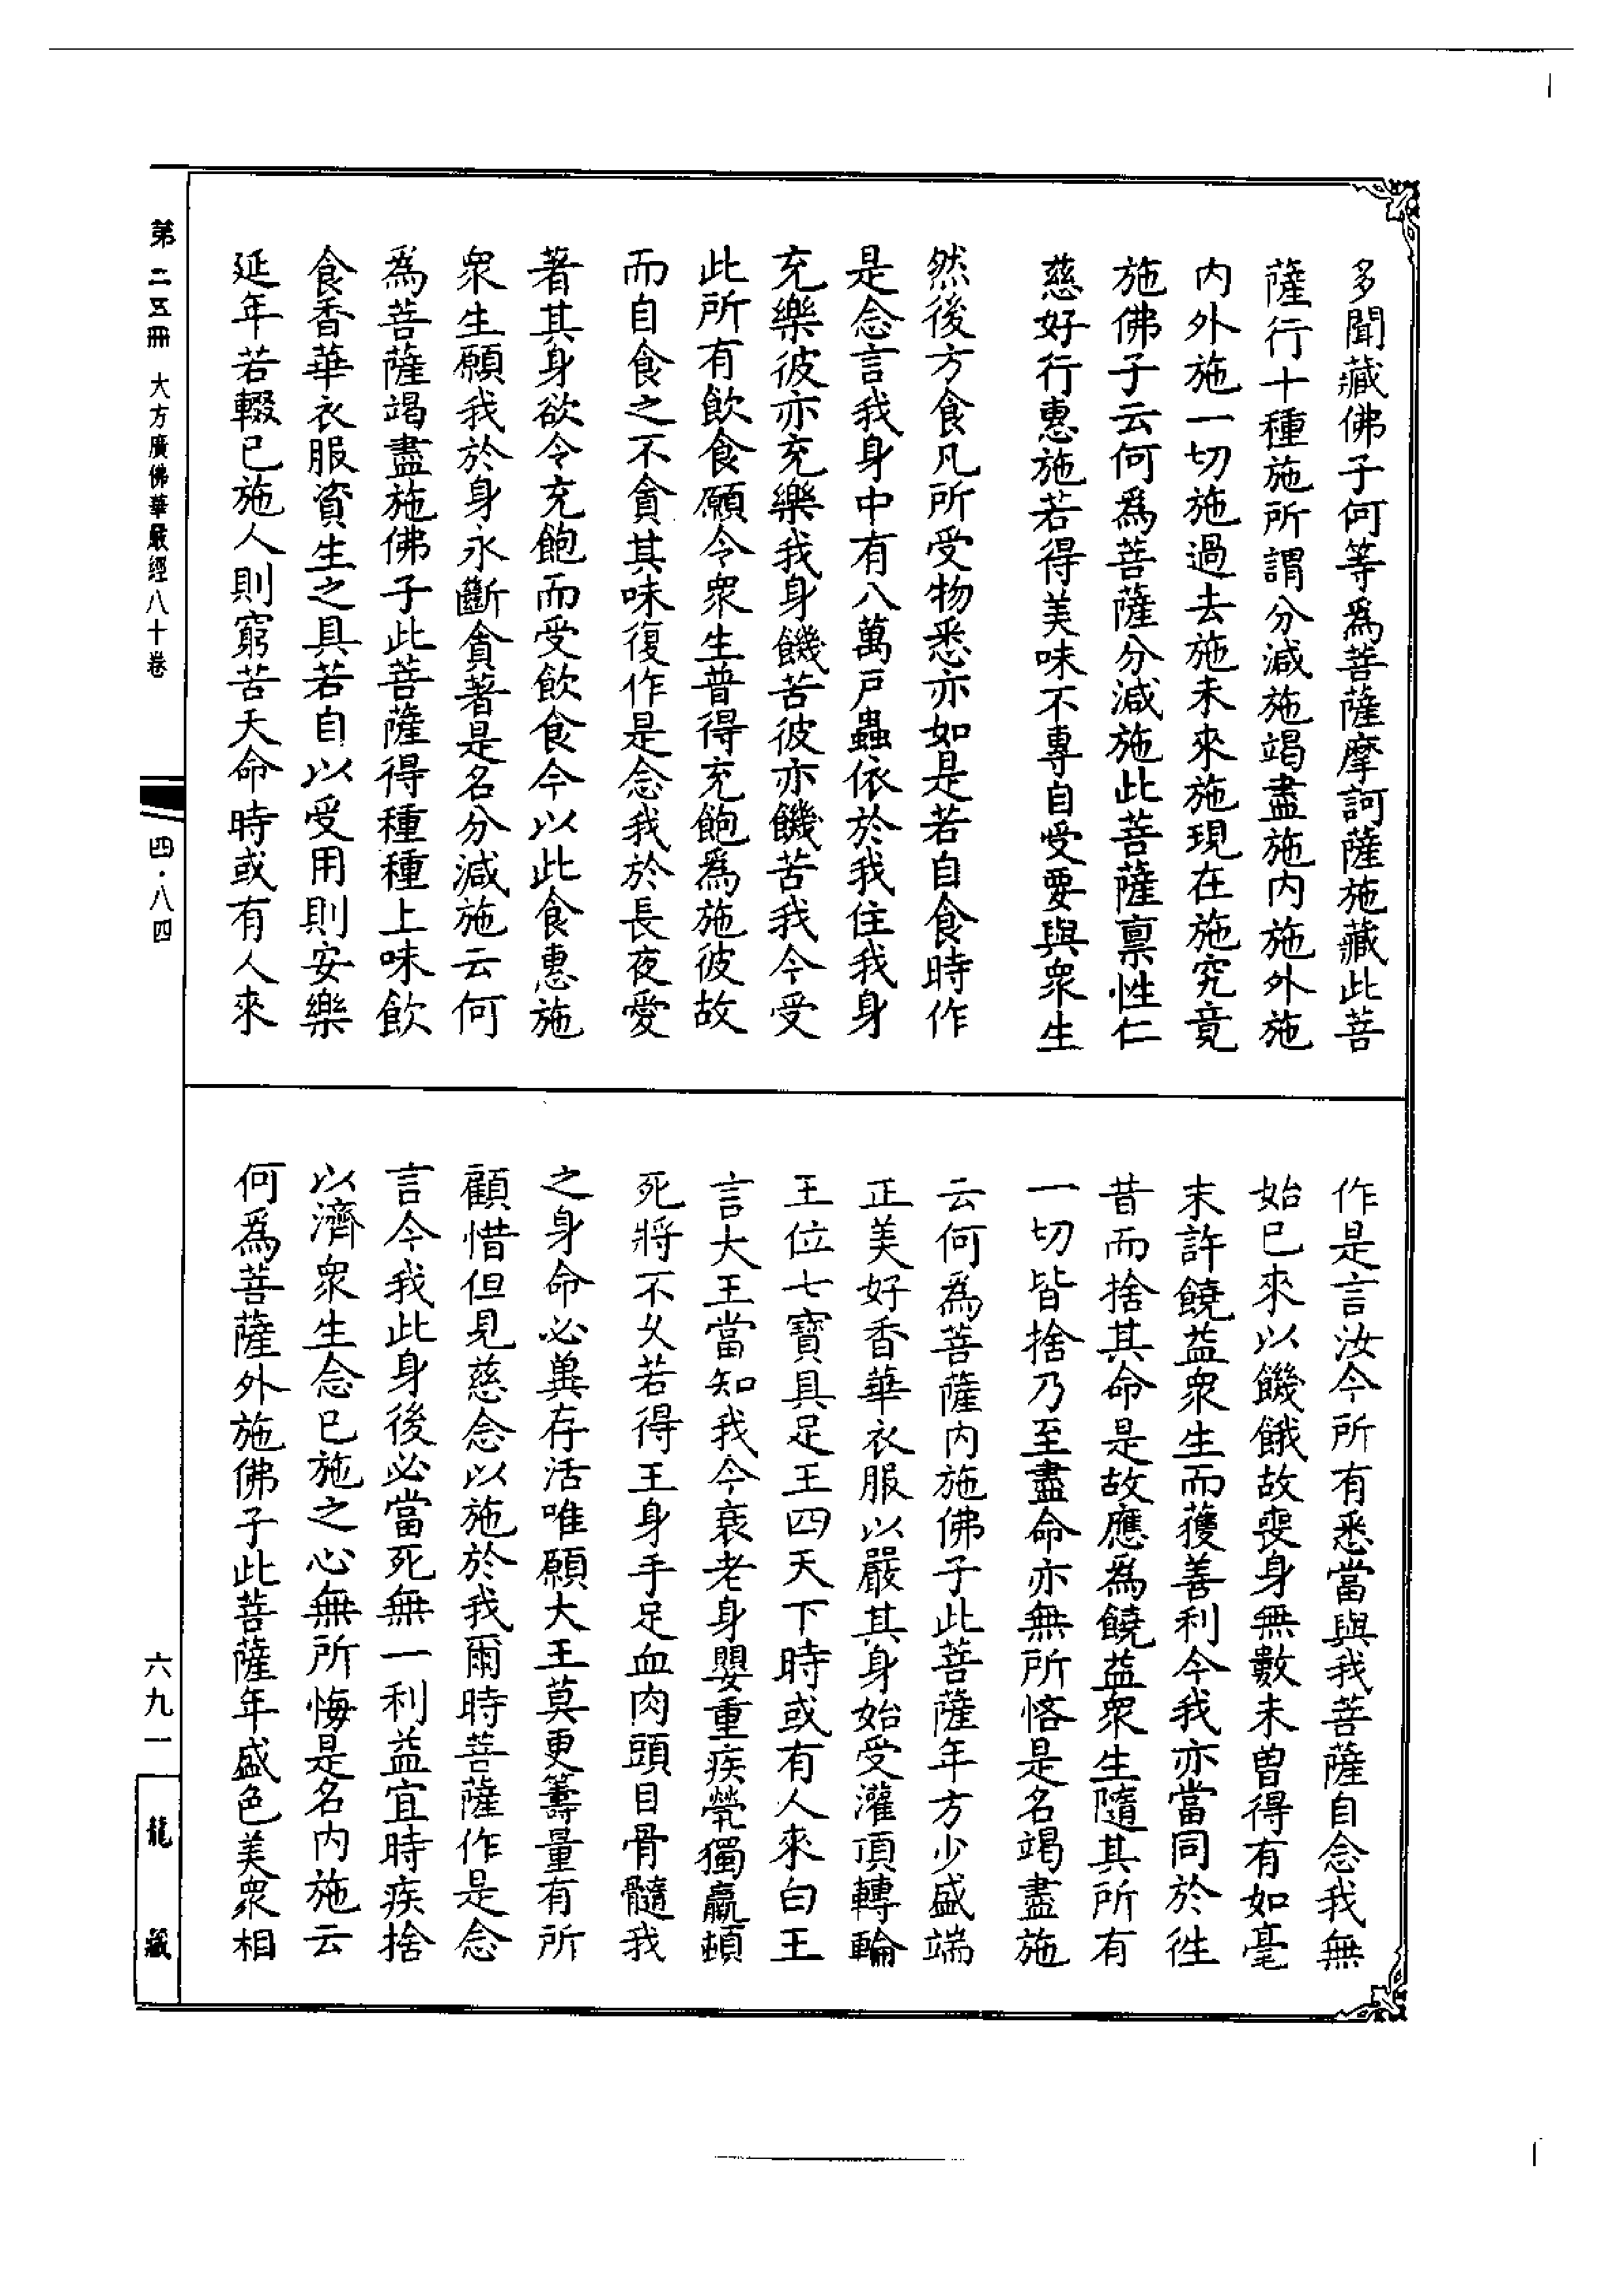 多聞藏佛子何等為菩薩摩訶薩施藏此菩
薩行十種施所謂分減施竭盡施內施外施
內外施一切施過去施未來施現在施究竟
施佛子云何為菩薩分減施此菩薩稟性仁
慈好行惠施若得美味不專自受要與眾生
然後方食凡所受物悉亦如是若自食時作
是念言我身中有八萬戶蟲依於我住我身
充樂彼亦充樂我身饑苦彼亦饑苦我今受
此所有飲食願令眾生普得充飽為施彼故
而自食之不貪其味復作是念我於長夜愛
著其身欲令充飽而受飲食今以此食惠施
眾生願我於身永斷貪著是名分減施云何
為菩薩竭盡施佛子此菩薩得種種上味飲
食香華衣服資生之具若自以受用則安樂
延年若輟已施人則窮苦夭命時或有人來
作是言汝今所有悉當與我菩薩自念我無
始已來以饑餓故喪身無數未曾得有如毫
末許饒益眾生而獲善利今我亦當同於往
昔而捨其命是故應為饒益眾生隨其所有
一切皆捨乃至盡命亦無所悋是名竭盡施
云何為菩薩內施佛子此菩薩年方少盛端
正美好香華衣服以嚴其身始受灌頂轉輪
王位七寶具足王四天下時或有人來白王
言大王當知我今衰老身嬰重疾煢獨羸頓
死將不久若得王身手足血肉頭目骨髓我
之身命必冀存活唯願大王莫更籌量有所
顧惜但見慈念以施於我爾時菩薩作是念
言今我此身後必當死無一利益宜時疾捨
以濟眾生念已施之心無所悔是名內施云
何為菩薩外施佛子此菩薩年盛色美眾相
第二五冊 大方廣佛華嚴經八十卷
四·八四
六九一
龍藏